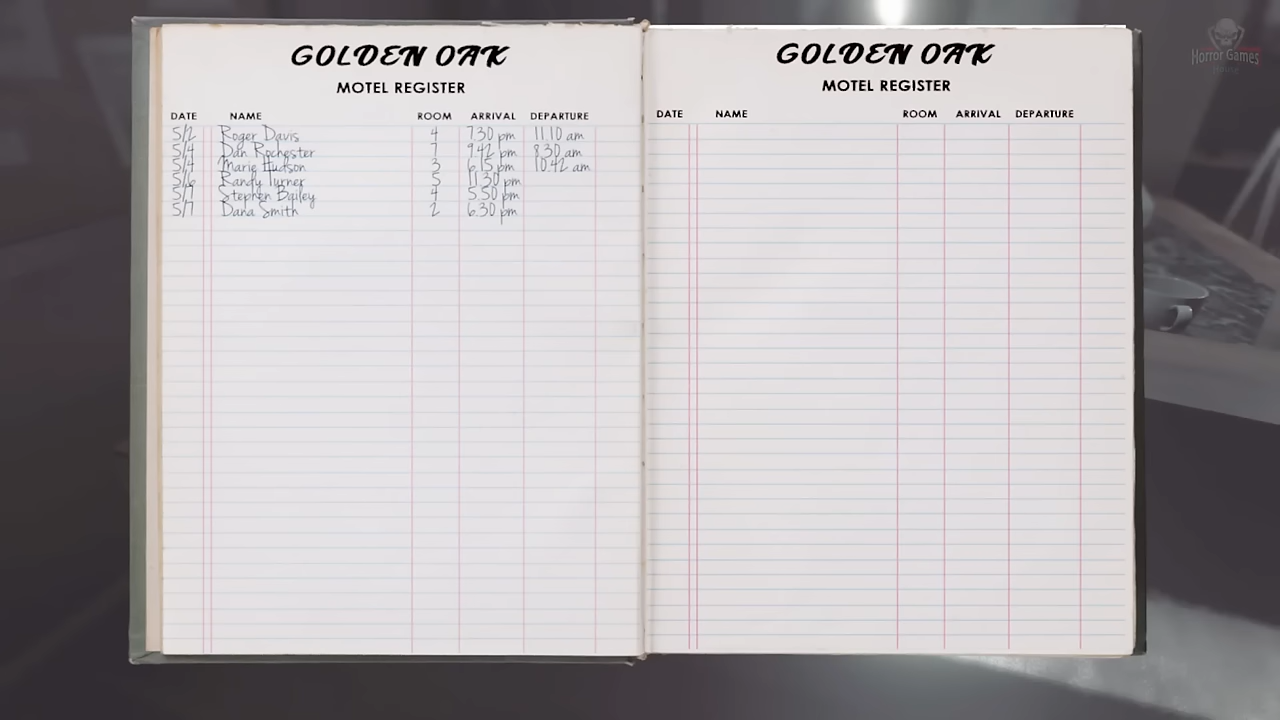 GOLDEN OAK
MOTEL REGISTER
DATE NAME ROOM ARRIVAL DEPARTURE
5/2 Roger Davis 4 7.30 pm 11.10 am
5/4 Dan Rochester 7 9.42 pm 8.30 am
Marie Hudson 3 6.15 pm 10.42 am
5/6 Randy Turner 5 11.30 pm
5/7 Stephen Bailey 4 5.50 pm
5/7 Dana Smith 2 6.30 pm
GOLDEN OAK
MOTEL REGISTER
DATE NAME ROOM ARRIVAL DEPARTURE
Horror Games